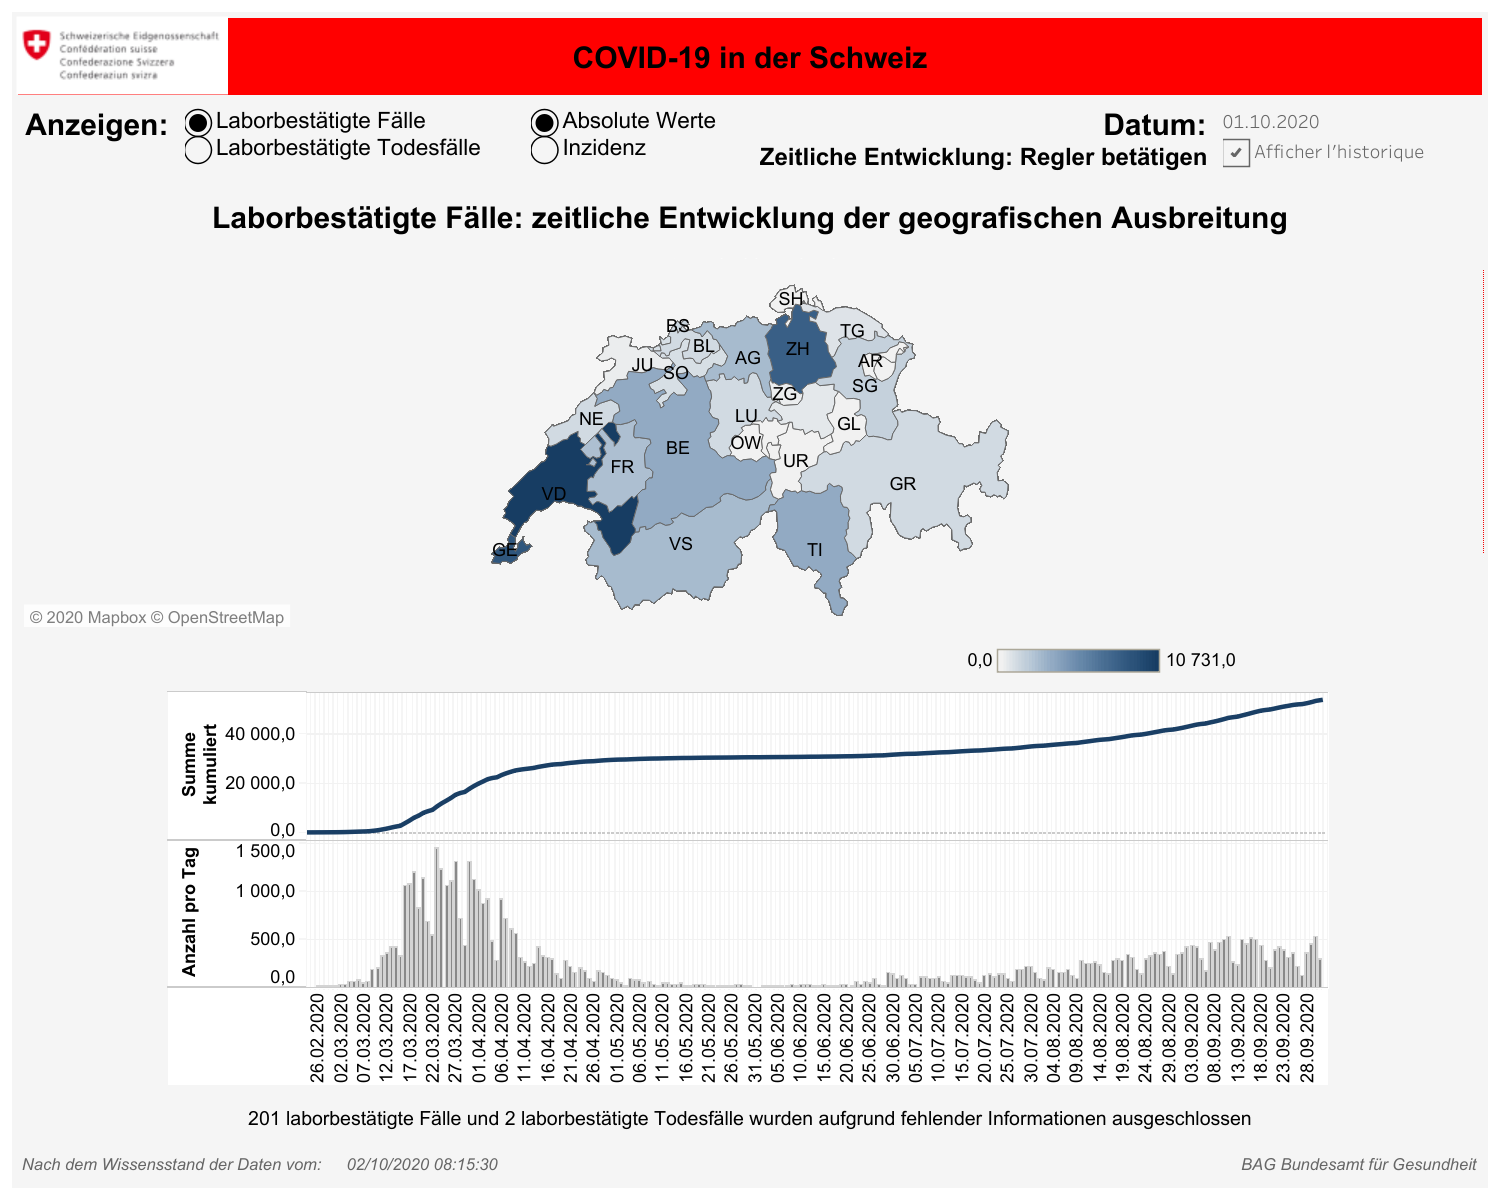 Schweizerische Eidgenossenschaft
Confédération suisse
Confederazione Svizzera
Confederaziun svizra
COVID-19 in der Schweiz
Anzeigen:
Laborbestätigte Fälle
Laborbestätigte Todesfälle
Absolute Werte
Inzidenz
Datum: 01.10.2020
Zeitliche Entwicklung: Regler betätigen
Afficher l'historique
Laborbestätigte Fälle: zeitliche Entwicklung der geografischen Ausbreitung
SH
BS
TG
BL
ZH
AG
AR
JU
SO
SG
ZG
NE
LU
GL
OW
BE
UR
FR
GR
VD
VS
TI
GE
© 2020 Mapbox © OpenStreetMap
0,0
10 731,0
Summe
kumuliert
40 000,0
20 000,0
0,0
Anzahl pro Tag
1 500,0
1 000,0
500,0
0,0
26.02.2020
02.03.2020
07.03.2020
12.03.2020
17.03.2020
22.03.2020
27.03.2020
01.04.2020
06.04.2020
11.04.2020
16.04.2020
21.04.2020
26.04.2020
01.05.2020
06.05.2020
11.05.2020
16.05.2020
21.05.2020
26.05.2020
31.05.2020
05.06.2020
10.06.2020
15.06.2020
20.06.2020
25.06.2020
30.06.2020
05.07.2020
10.07.2020
15.07.2020
20.07.2020
25.07.2020
30.07.2020
04.08.2020
09.08.2020
14.08.2020
19.08.2020
24.08.2020
29.08.2020
03.09.2020
08.09.2020
13.09.2020
18.09.2020
23.09.2020
28.09.2020
201 laborbestätigte Fälle und 2 laborbestätigte Todesfälle wurden aufgrund fehlender Informationen ausgeschlossen
Nach dem Wissensstand der Daten vom: 02/10/2020 08:15:30
BAG Bundesamt für Gesundheit